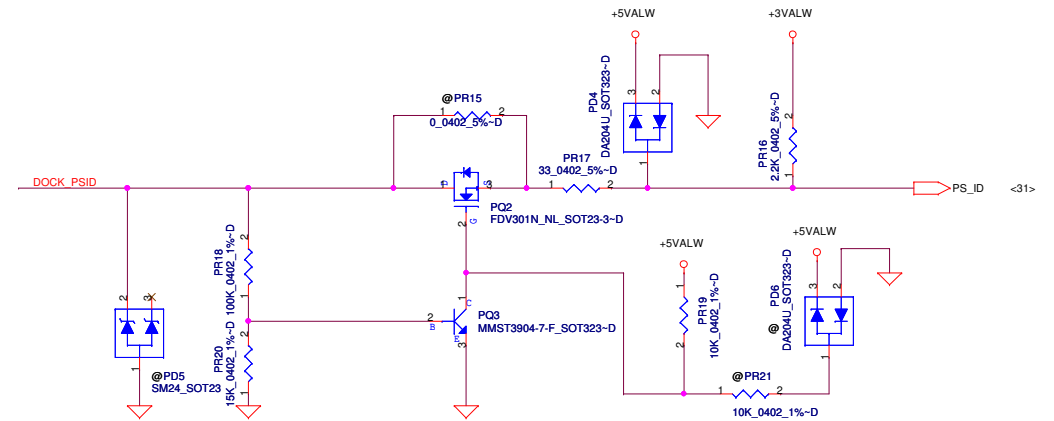 +5VALW
+3VALW
@PR15
1
2
0_0402_5%~D
PD4
DA204U_SOT323~D
3
2
1
PR16
2.2K_0402_5%~D
2
1
DOCK_PSID
1
D
S
3
PR17
33_0402_5%~D
1
2
PS_ID
<31>
PQ2
FDV301N_NL_SOT23-3~D
G
2
PR18
100K_0402_1%~D
2
1
+5VALW
+5VALW
PR19
10K_0402_1%~D
1
2
@
PD6
DA204U_SOT323~D
3
2
1
2
3
1
@PD5
SM24_SOT23
PR20
15K_0402_1%~D
2
1
2
B
1
C
E
3
PQ3
MMST3904-7-F_SOT323~D
@PR21
1
2
10K_0402_1%~D